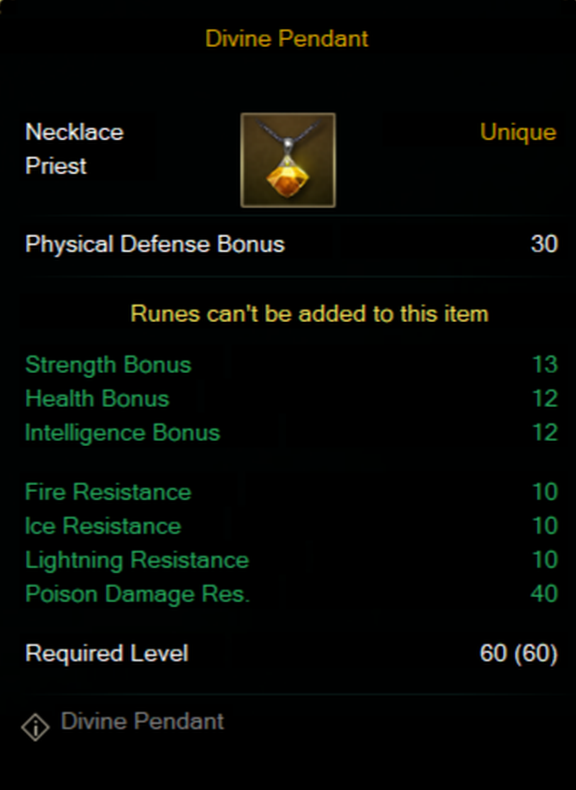 Divine Pendant
Necklace Unique
Priest
Physical Defense Bonus 30
Runes can't be added to this item
Strength Bonus 13
Health Bonus 12
Intelligence Bonus 12
Fire Resistance 10
Ice Resistance 10
Lightning Resistance 10
Poison Damage Res. 40
Required Level 60 (60)
Divine Pendant